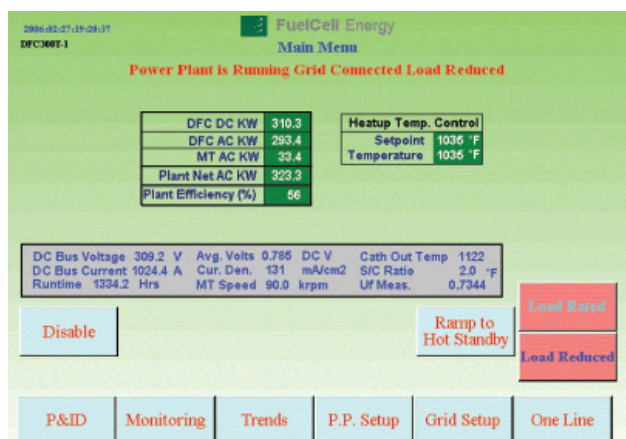 2006:02:27:19:20:37
FuelCell Energy
DFC300T-1
Main Menu
Power Plant is Running Grid Connected Load Reduced
DFC DC KW 310.3
DFC AC KW 293.4
MT AC KW 33.4
Plant Net AC KW 323.3
Plant Efficiency (%) 56
Heatup Temp. Control
Setpoint 1035 °F
Temperature 1035 °F
DC Bus Voltage 309.2 V Avg. Volts 0.785 DC V Cath Out Temp 1122
DC Bus Current 1024.4 A Cur. Den. 131 mA/cm2 S/C Ratio 2.0 °F
Runtime 1334.2 Hrs MT Speed 90.0 krpm Uf Meas. 0.7344
Disable
Ramp to
Hot Standby
Load Rated
Load Reduced
P&ID Monitoring Trends P.P. Setup Grid Setup One Line